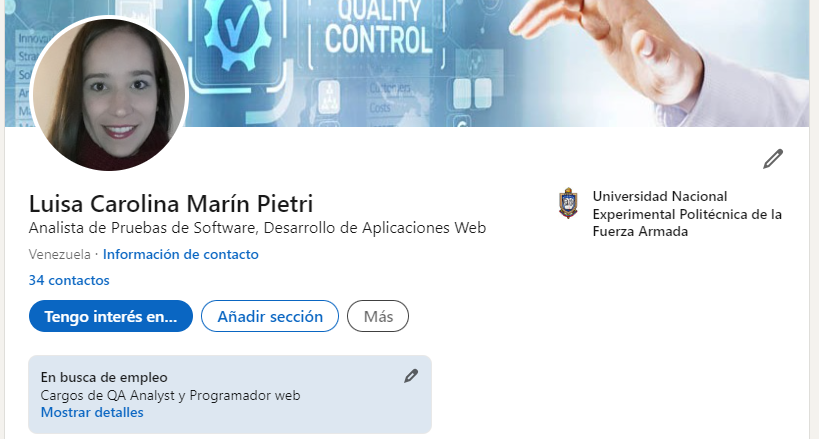 QUALITY
CONTROL
Customers
Costs
Luisa Carolina Marín Pietri
Analista de Pruebas de Software, Desarrollo de Aplicaciones Web
Venezuela · Información de contacto
34 contactos
Tengo interés en...
Añadir sección
Más
Universidad Nacional
Experimental Politécnica de la
Fuerza Armada
En busca de empleo
Cargos de QA Analyst y Programador web
Mostrar detalles